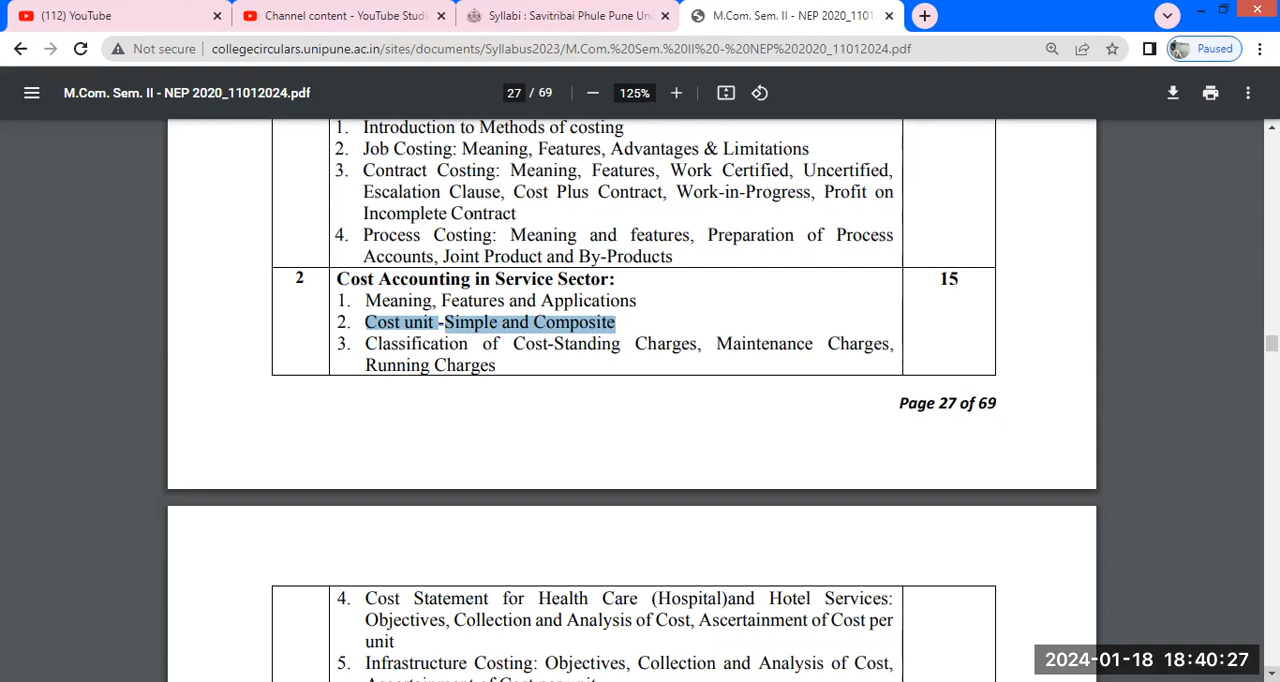 (112) YouTube
Channel content - YouTube Studi
Syllabi : Savitribai Phule Pune Un
M.Com. Sem. II - NEP 2020_1101
Not secure
collegecirculars.unipune.ac.in/sites/documents/Syllabus2023/M.Com.%20Sem.%20II%20-%20NEP%202020_11012024.pdf
Paused
M.Com. Sem. II - NEP 2020_11012024.pdf
27 / 69
125%
1. Introduction to Methods of costing
2. Job Costing: Meaning, Features, Advantages & Limitations
3. Contract Costing: Meaning, Features, Work Certified, Uncertified,
Escalation Clause, Cost Plus Contract, Work-in-Progress, Profit on
Incomplete Contract
4. Process Costing: Meaning and features, Preparation of Process
Accounts, Joint Product and By-Products
2 Cost Accounting in Service Sector: 15
1. Meaning, Features and Applications
2. Cost unit -Simple and Composite
3. Classification of Cost-Standing Charges, Maintenance Charges,
Running Charges
Page 27 of 69
4. Cost Statement for Health Care (Hospital)and Hotel Services:
Objectives, Collection and Analysis of Cost, Ascertainment of Cost per
unit
5. Infrastructure Costing: Objectives, Collection and Analysis of Cost,
Ascertainment of Cost per unit
2024-01-18 18:40:27